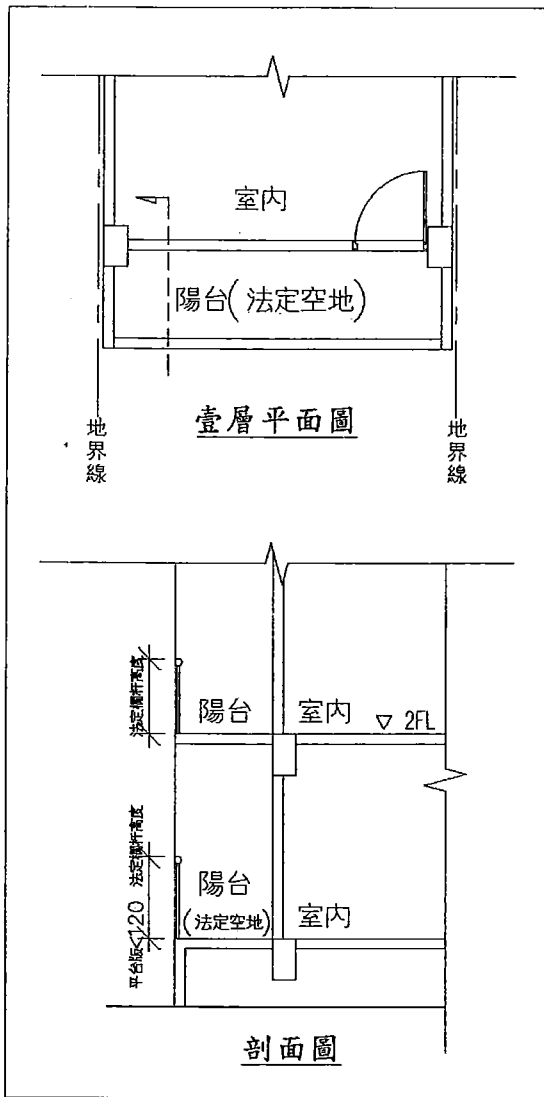 室內
陽台(法定空地)
壹層平面圖
地界線
地界線
法定欄杆高度
陽台
室內
2FL
法定欄杆高度
陽台
(法定空地)
室內
平台版<120
剖面圖